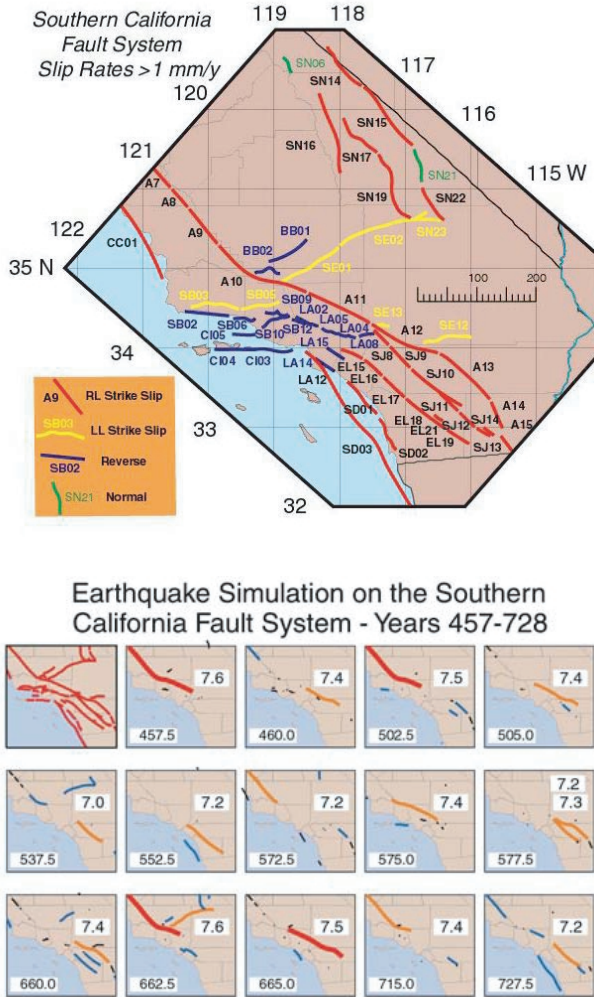 Southern California
Fault System
Slip Rates >1 mm/y
119
118
117
116
115 W
120
121
122
35 N
34
33
32
SN06
SN14
SN15
SN16
SN17
SN21
SN19
SN22
SN23
A7
A8
A9
CC01
BB01
BB02
SE02
SE01
A10
SB03
SB05
SB09
A11
SB02
SB06
LA02
LA05
SE13
100
200
CI05
SB10
SB12
LA04
A12
SE12
LA15
LA08
CI04
CI03
LA14
EL15
SJ8
SJ9
A13
LA12
EL16
SJ10
SD01
EL17
SJ11
A14
EL18
SJ12
SJ14
A15
EL21
SD03
SD02
EL19
SJ13
A9
RL Strike Slip
SB03
LL Strike Slip
SB02
Reverse
SN21
Normal
Earthquake Simulation on the Southern
California Fault System - Years 457-728
7.6
457.5
7.4
460.0
7.5
502.5
7.4
505.0
7.0
537.5
7.2
552.5
7.2
572.5
7.4
575.0
7.2
7.3
577.5
7.4
660.0
7.6
662.5
7.5
665.0
7.4
715.0
7.2
727.5